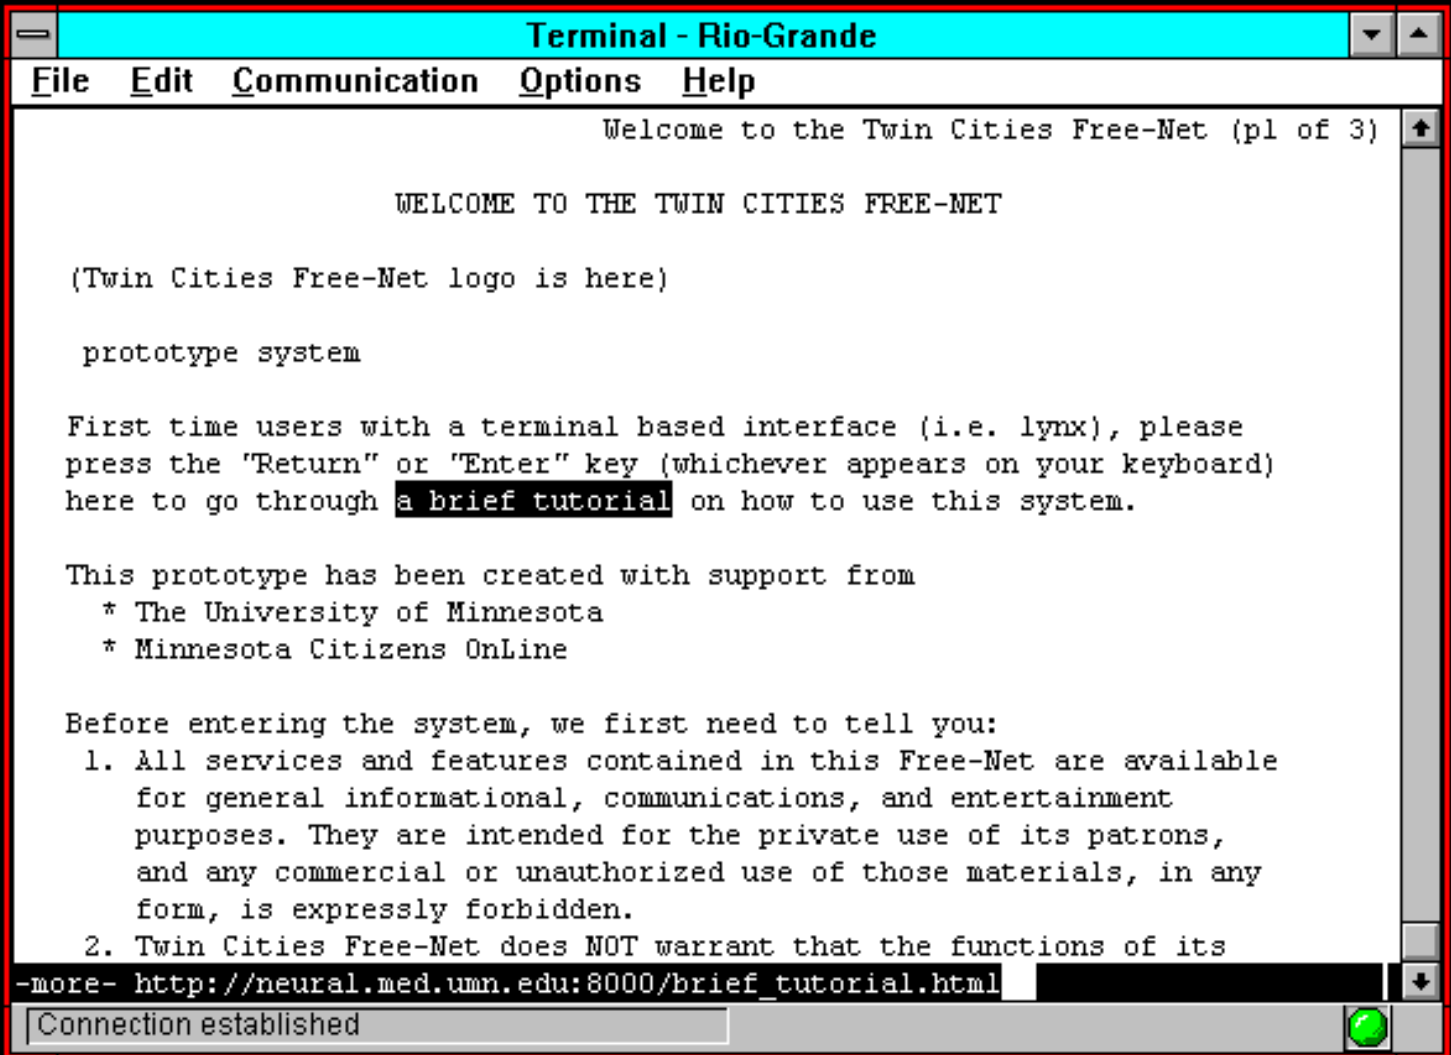 Terminal - Rio-Grande
File Edit Communication Options Help
Welcome to the Twin Cities Free-Net (p1 of 3)
WELCOME TO THE TWIN CITIES FREE-NET
(Twin Cities Free-Net logo is here)
prototype system
First time users with a terminal based interface (i.e. lynx), please
press the "Return" or "Enter" key (whichever appears on your keyboard)
here to go through a brief tutorial on how to use this system.
This prototype has been created with support from
* The University of Minnesota
* Minnesota Citizens OnLine
Before entering the system, we first need to tell you:
1. All services and features contained in this Free-Net are available
for general informational, communications, and entertainment
purposes. They are intended for the private use of its patrons,
and any commercial or unauthorized use of those materials, in any
form, is expressly forbidden.
2. Twin Cities Free-Net does NOT warrant that the functions of its
-more- http://neural.med.umn.edu:8000/brief_tutorial.html
Connection established